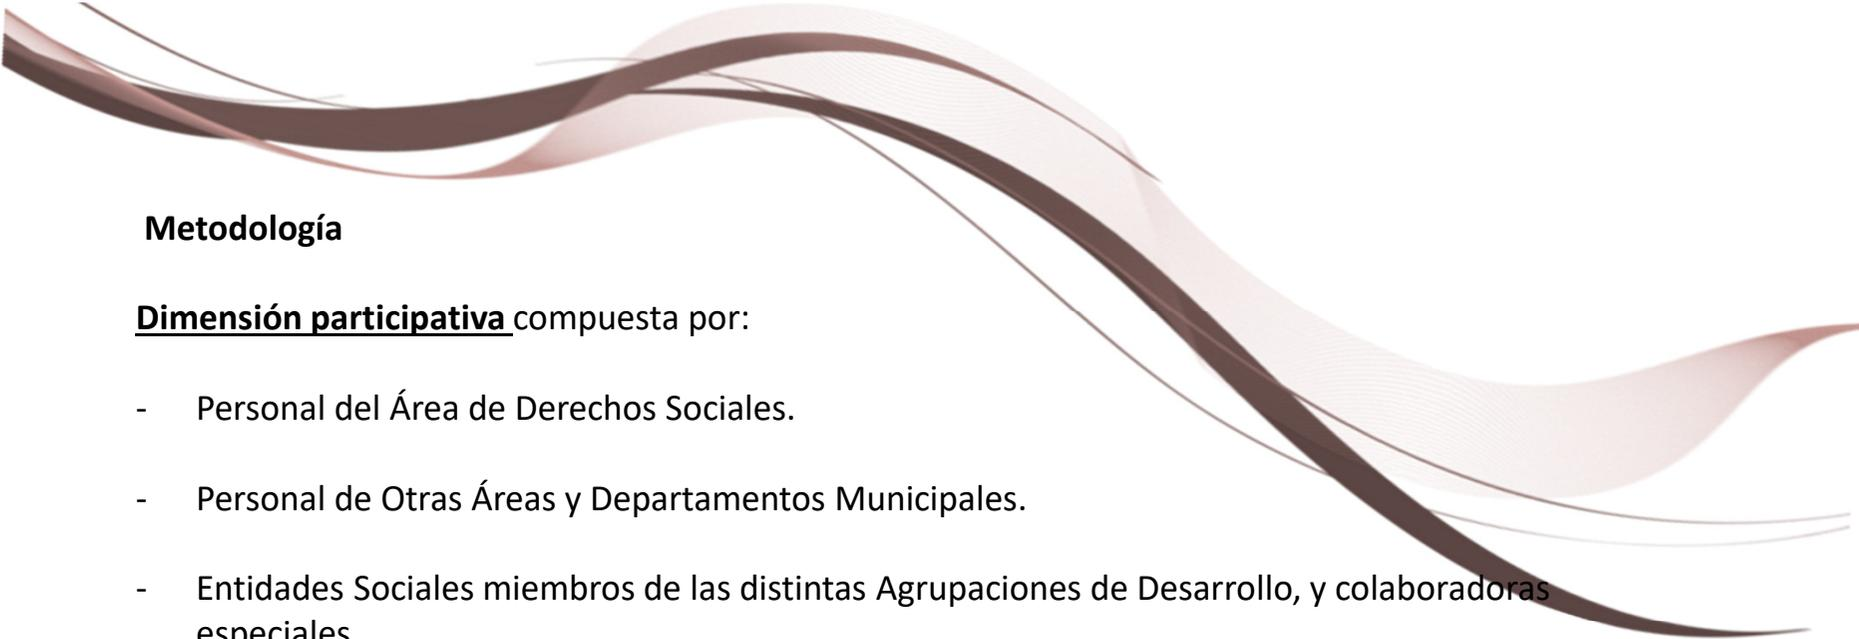 Metodología
Dimensión participativa compuesta por:
- Personal del Área de Derechos Sociales.
- Personal de Otras Áreas y Departamentos Municipales.
- Entidades Sociales miembros de las distintas Agrupaciones de Desarrollo, y colaboradoras
especiales